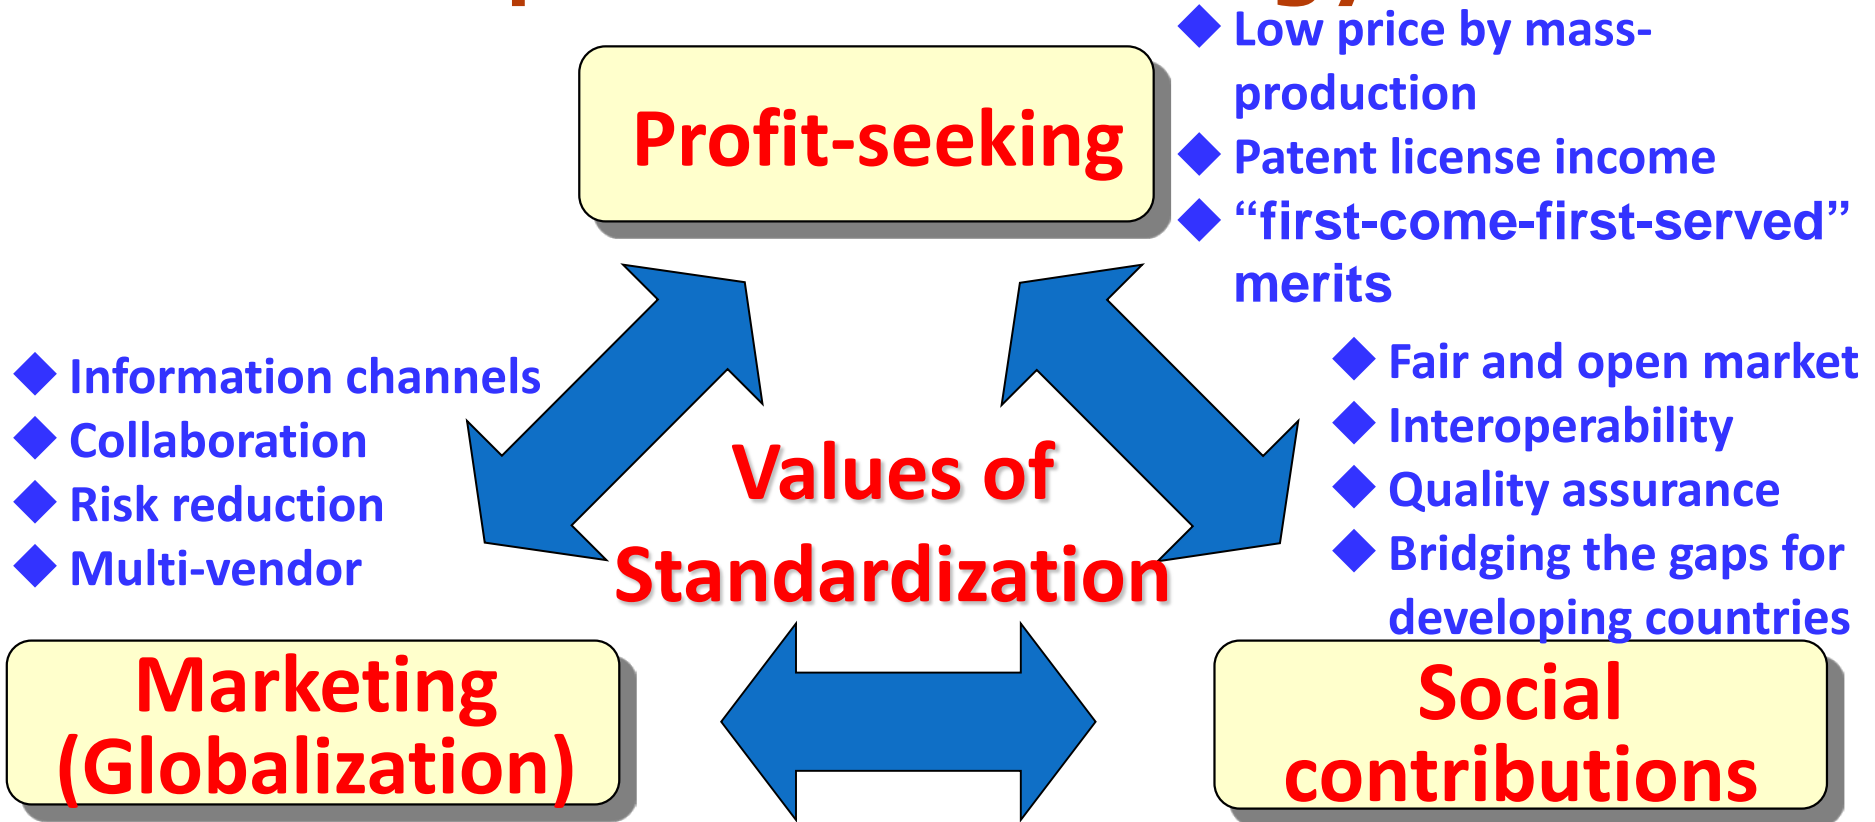 ◆ Low price by mass-
production
Profit-seeking
◆ Patent license income
◆ “first-come-first-served”
merits
◆ Information channels
◆ Collaboration
◆ Risk reduction
◆ Multi-vendor
◆ Fair and open market
◆ Interoperability
◆ Quality assurance
◆ Bridging the gaps for
developing countries
Values of
Standardization
Marketing
(Globalization)
Social
contributions